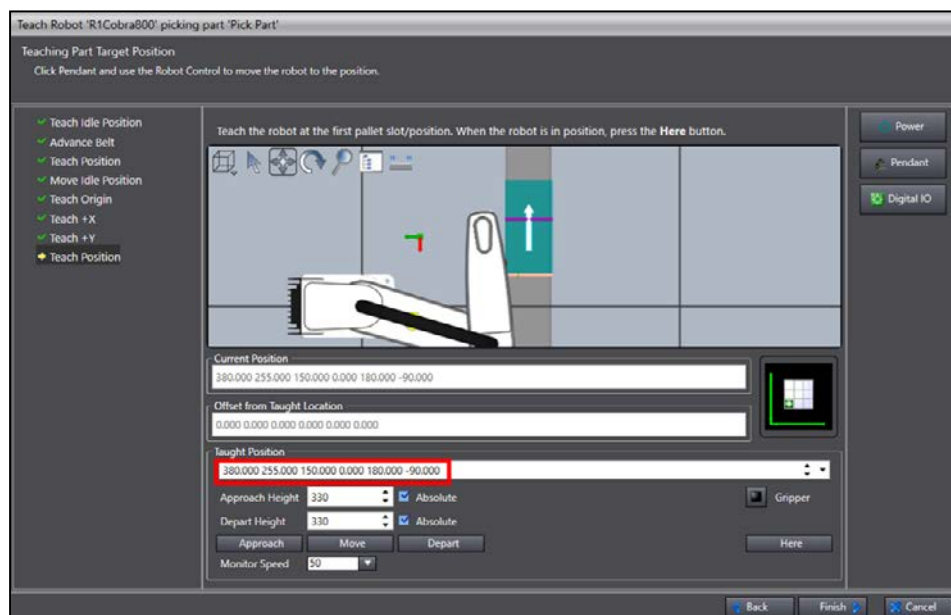 Teach Robot 'R1Cobra800' picking part 'Pick Part'
Teaching Part Target Position
Click Pendant and use the Robot Control to move the robot to the position.
Teach Idle Position
Advance Belt
Teach Position
Move Idle Position
Teach Origin
Teach +X
Teach +Y
Teach Position
Teach the robot at the first pallet slot/position. When the robot is in position, press the Here button.
Power
Pendant
Digital IO
Current Position
380.000 255.000 150.000 0.000 180.000 -90.000
Offset from Taught Location
0.000 0.000 0.000 0.000 0.000 0.000
Taught Position
380.000 255.000 150.000 0.000 180.000 -90.000
Approach Height 330 Absolute
Gripper
Depart Height 330 Absolute
Approach Move Depart Here
Monitor Speed 50
Back Finish Cancel